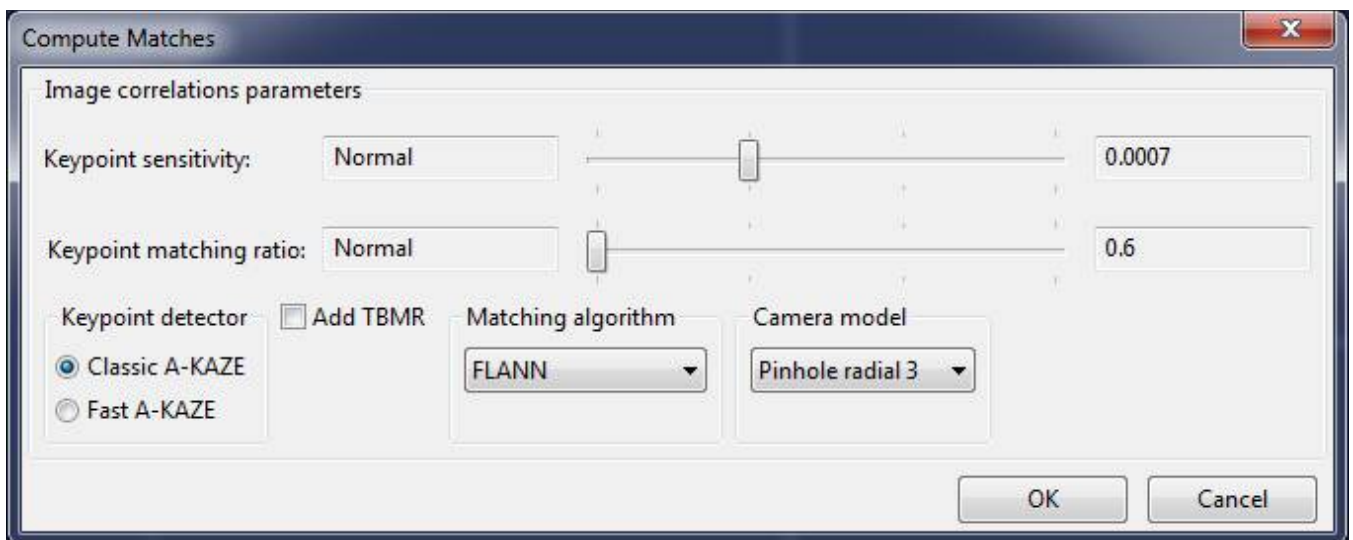 Compute Matches
Image correlations parameters
Keypoint sensitivity: Normal 0.0007
Keypoint matching ratio: Normal 0.6
Keypoint detector Add TBMR Matching algorithm Camera model
Classic A-KAZE FLANN Pinhole radial 3
Fast A-KAZE
OK Cancel